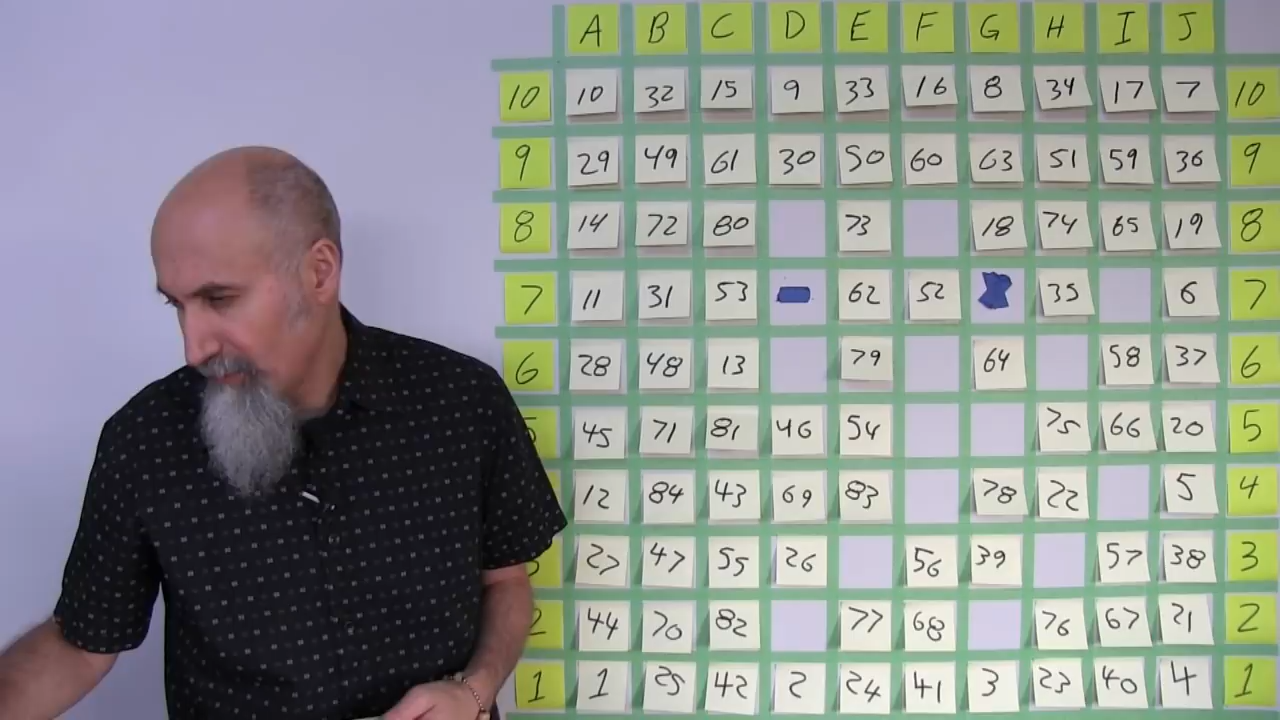 A B C D E F G H I J
10 10 32 15 9 33 16 8 34 17 7 10
9 29 49 61 30 50 60 63 51 59 36 9
8 14 72 80 73 18 74 65 19 8
7 11 31 53 62 52 35 6 7
6 28 48 13 79 64 58 37 6
5 45 71 81 46 54 75 66 20 5
12 84 43 69 83 78 22 5 4
3 27 47 55 26 56 39 57 38 3
2 44 70 82 77 68 76 67 21 2
1 1 25 42 2 24 41 3 23 40 4 1